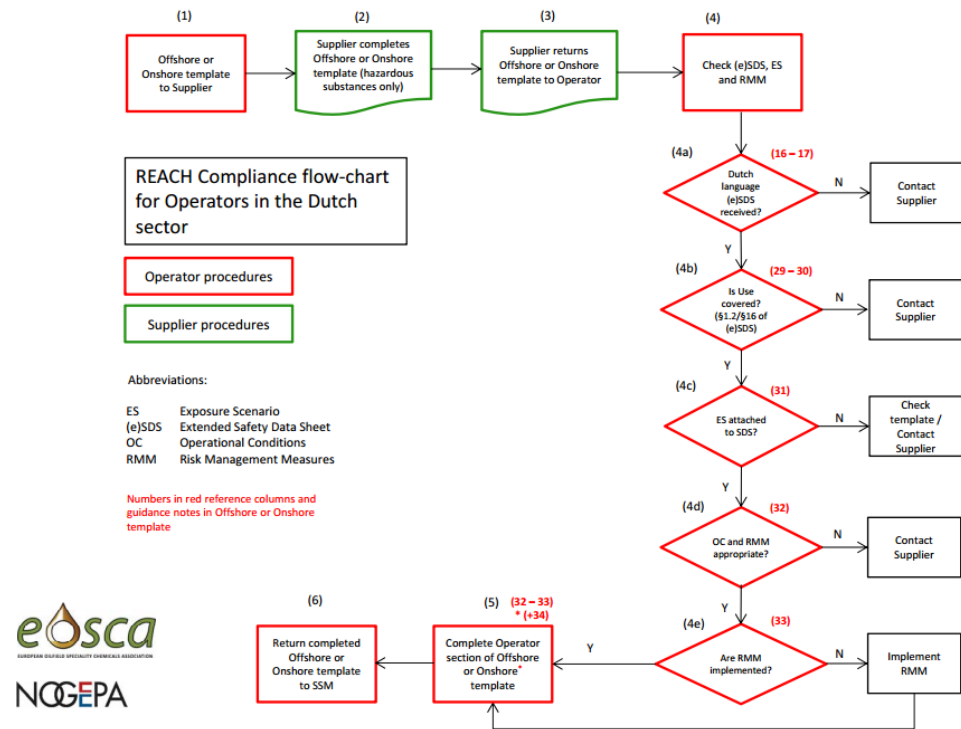 (1)
(2)
(3)
(4)
Offshore or
Onshore template
to Supplier
Supplier completes
Offshore or Onshore
template (hazardous
substances only)
Supplier returns
Offshore or Onshore
template to Operator
Check (e)SDS, ES
and RMM
REACH Compliance flow-chart
for Operators in the Dutch
sector
Operator procedures
Supplier procedures
Abbreviations:
ES Exposure Scenario
(e)SDS Extended Safety Data Sheet
OC Operational Conditions
RMM Risk Management Measures
Numbers in red reference columns and
guidance notes in Offshore or Onshore
template
(4a)
(16 – 17)
Dutch
language
(e)SDS
received?
N
Contact
Supplier
Y
(4b)
(29 – 30)
Is Use
covered?
(§1.2/§16 of
(e)SDS)
N
Contact
Supplier
Y
(4c)
(31)
ES attached
to SDS?
N
Check
template /
Contact
Supplier
Y
(4d)
(32)
OC and RMM
appropriate?
N
Contact
Supplier
Y
(4e)
(33)
Are RMM
implemented?
N
Implement
RMM
Y
(5)
(32 – 33)
* (+34)
Complete Operator
section of Offshore
or Onshore*
template
(6)
Return completed
Offshore or
Onshore template
to SSM
eosca
EUROPEAN OILFIELD SPECIALITY CHEMICALS ASSOCIATION
NOGEPA